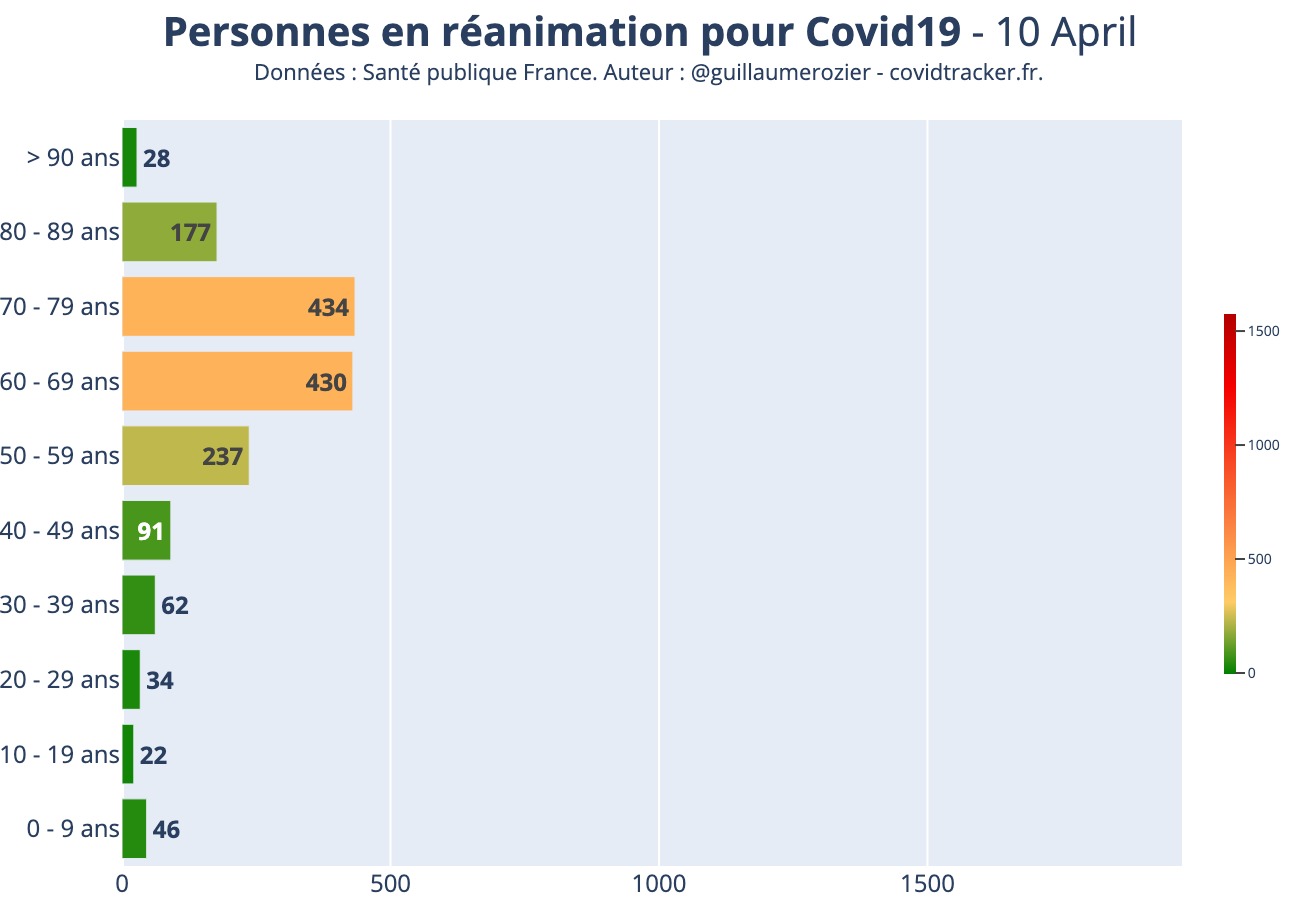 Personnes en réanimation pour Covid19 - 10 April
Données : Santé publique France. Auteur : @guillaumerozier - covidtracker.fr.
> 90 ans 28
80 - 89 ans 177
70 - 79 ans 434
60 - 69 ans 430
50 - 59 ans 237
40 - 49 ans 91
30 - 39 ans 62
20 - 29 ans 34
10 - 19 ans 22
0 - 9 ans 46
0 500 1000 1500
1500
1000
500
0